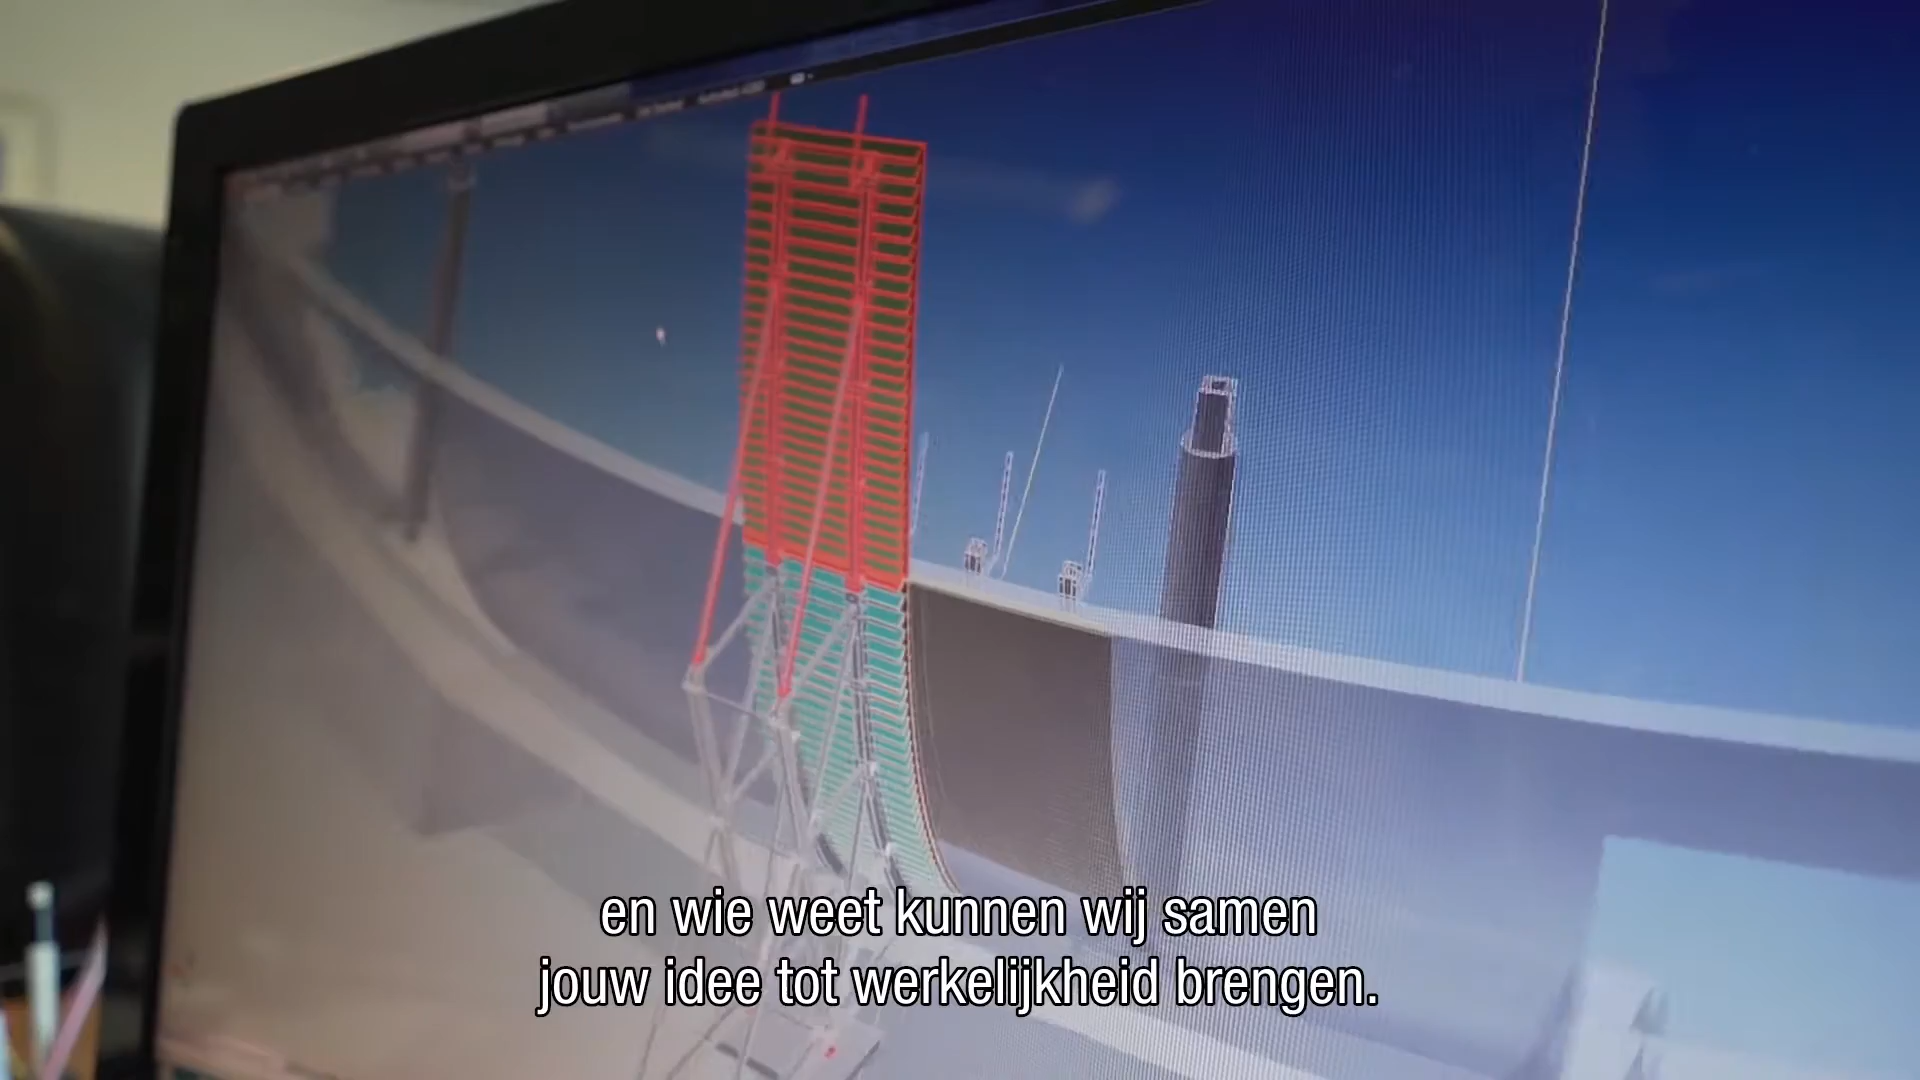 en wie weet kunnen wij samen
jouw idee tot werkelijkheid brengen.